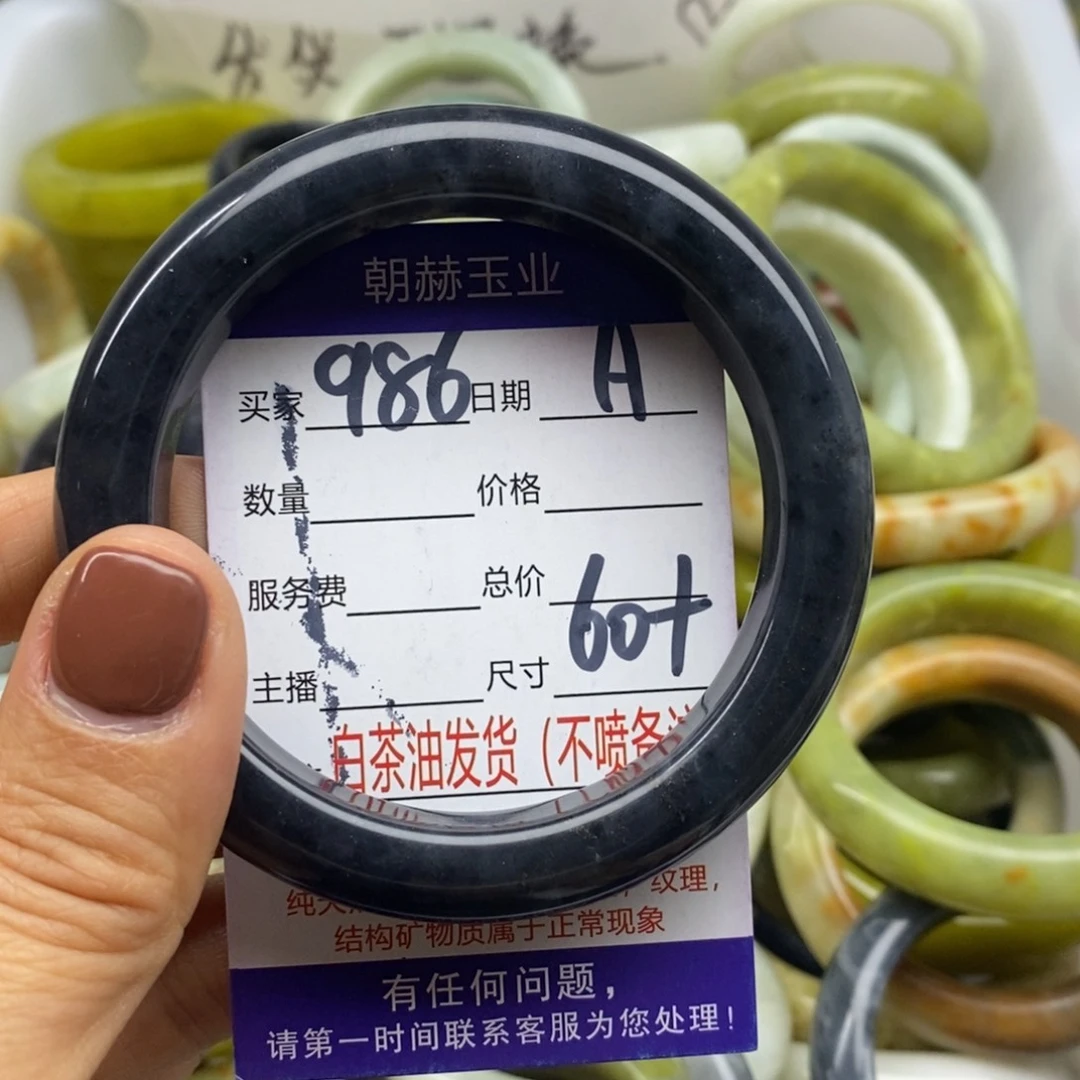 朝赫玉业
买家 986 日期 A
数量 价格
服务费 总价
主播 尺寸 60+
白茶油发货（不喷各
纹理，
结构矿物质属于正常现象
有任何问题，
请第一时间联系客服为您处理！